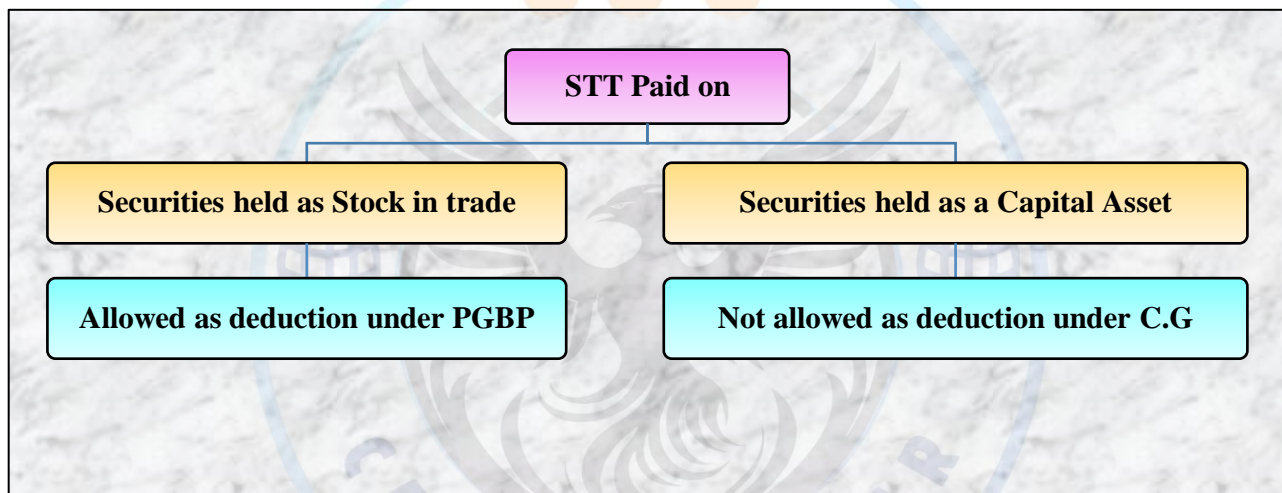 STT Paid on
Securities held as Stock in trade
Securities held as a Capital Asset
Allowed as deduction under PGBP
Not allowed as deduction under C.G